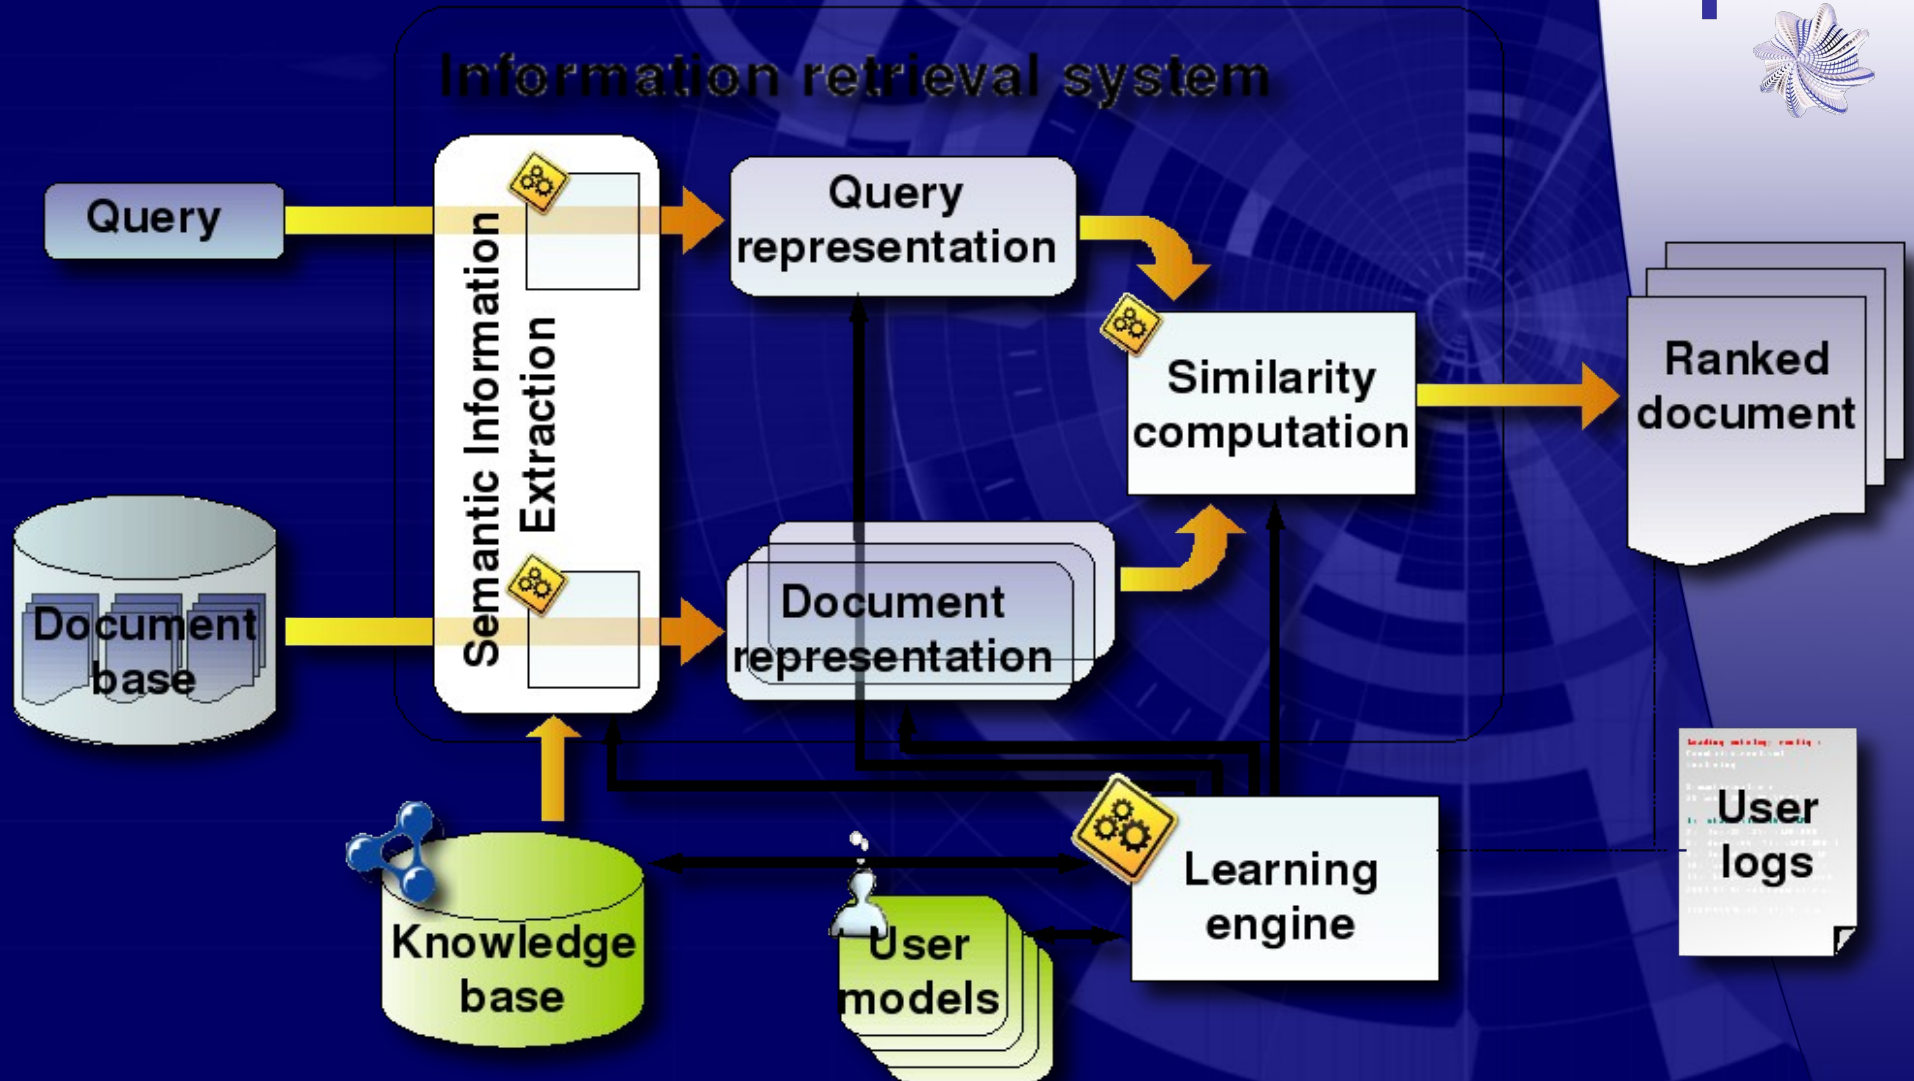 Information retrieval system
Query
Semantic Information
Extraction
Query
representation
Similarity
computation
Ranked
document
Document
base
Document
representation
Knowledge
base
User
models
Learning
engine
User
logs